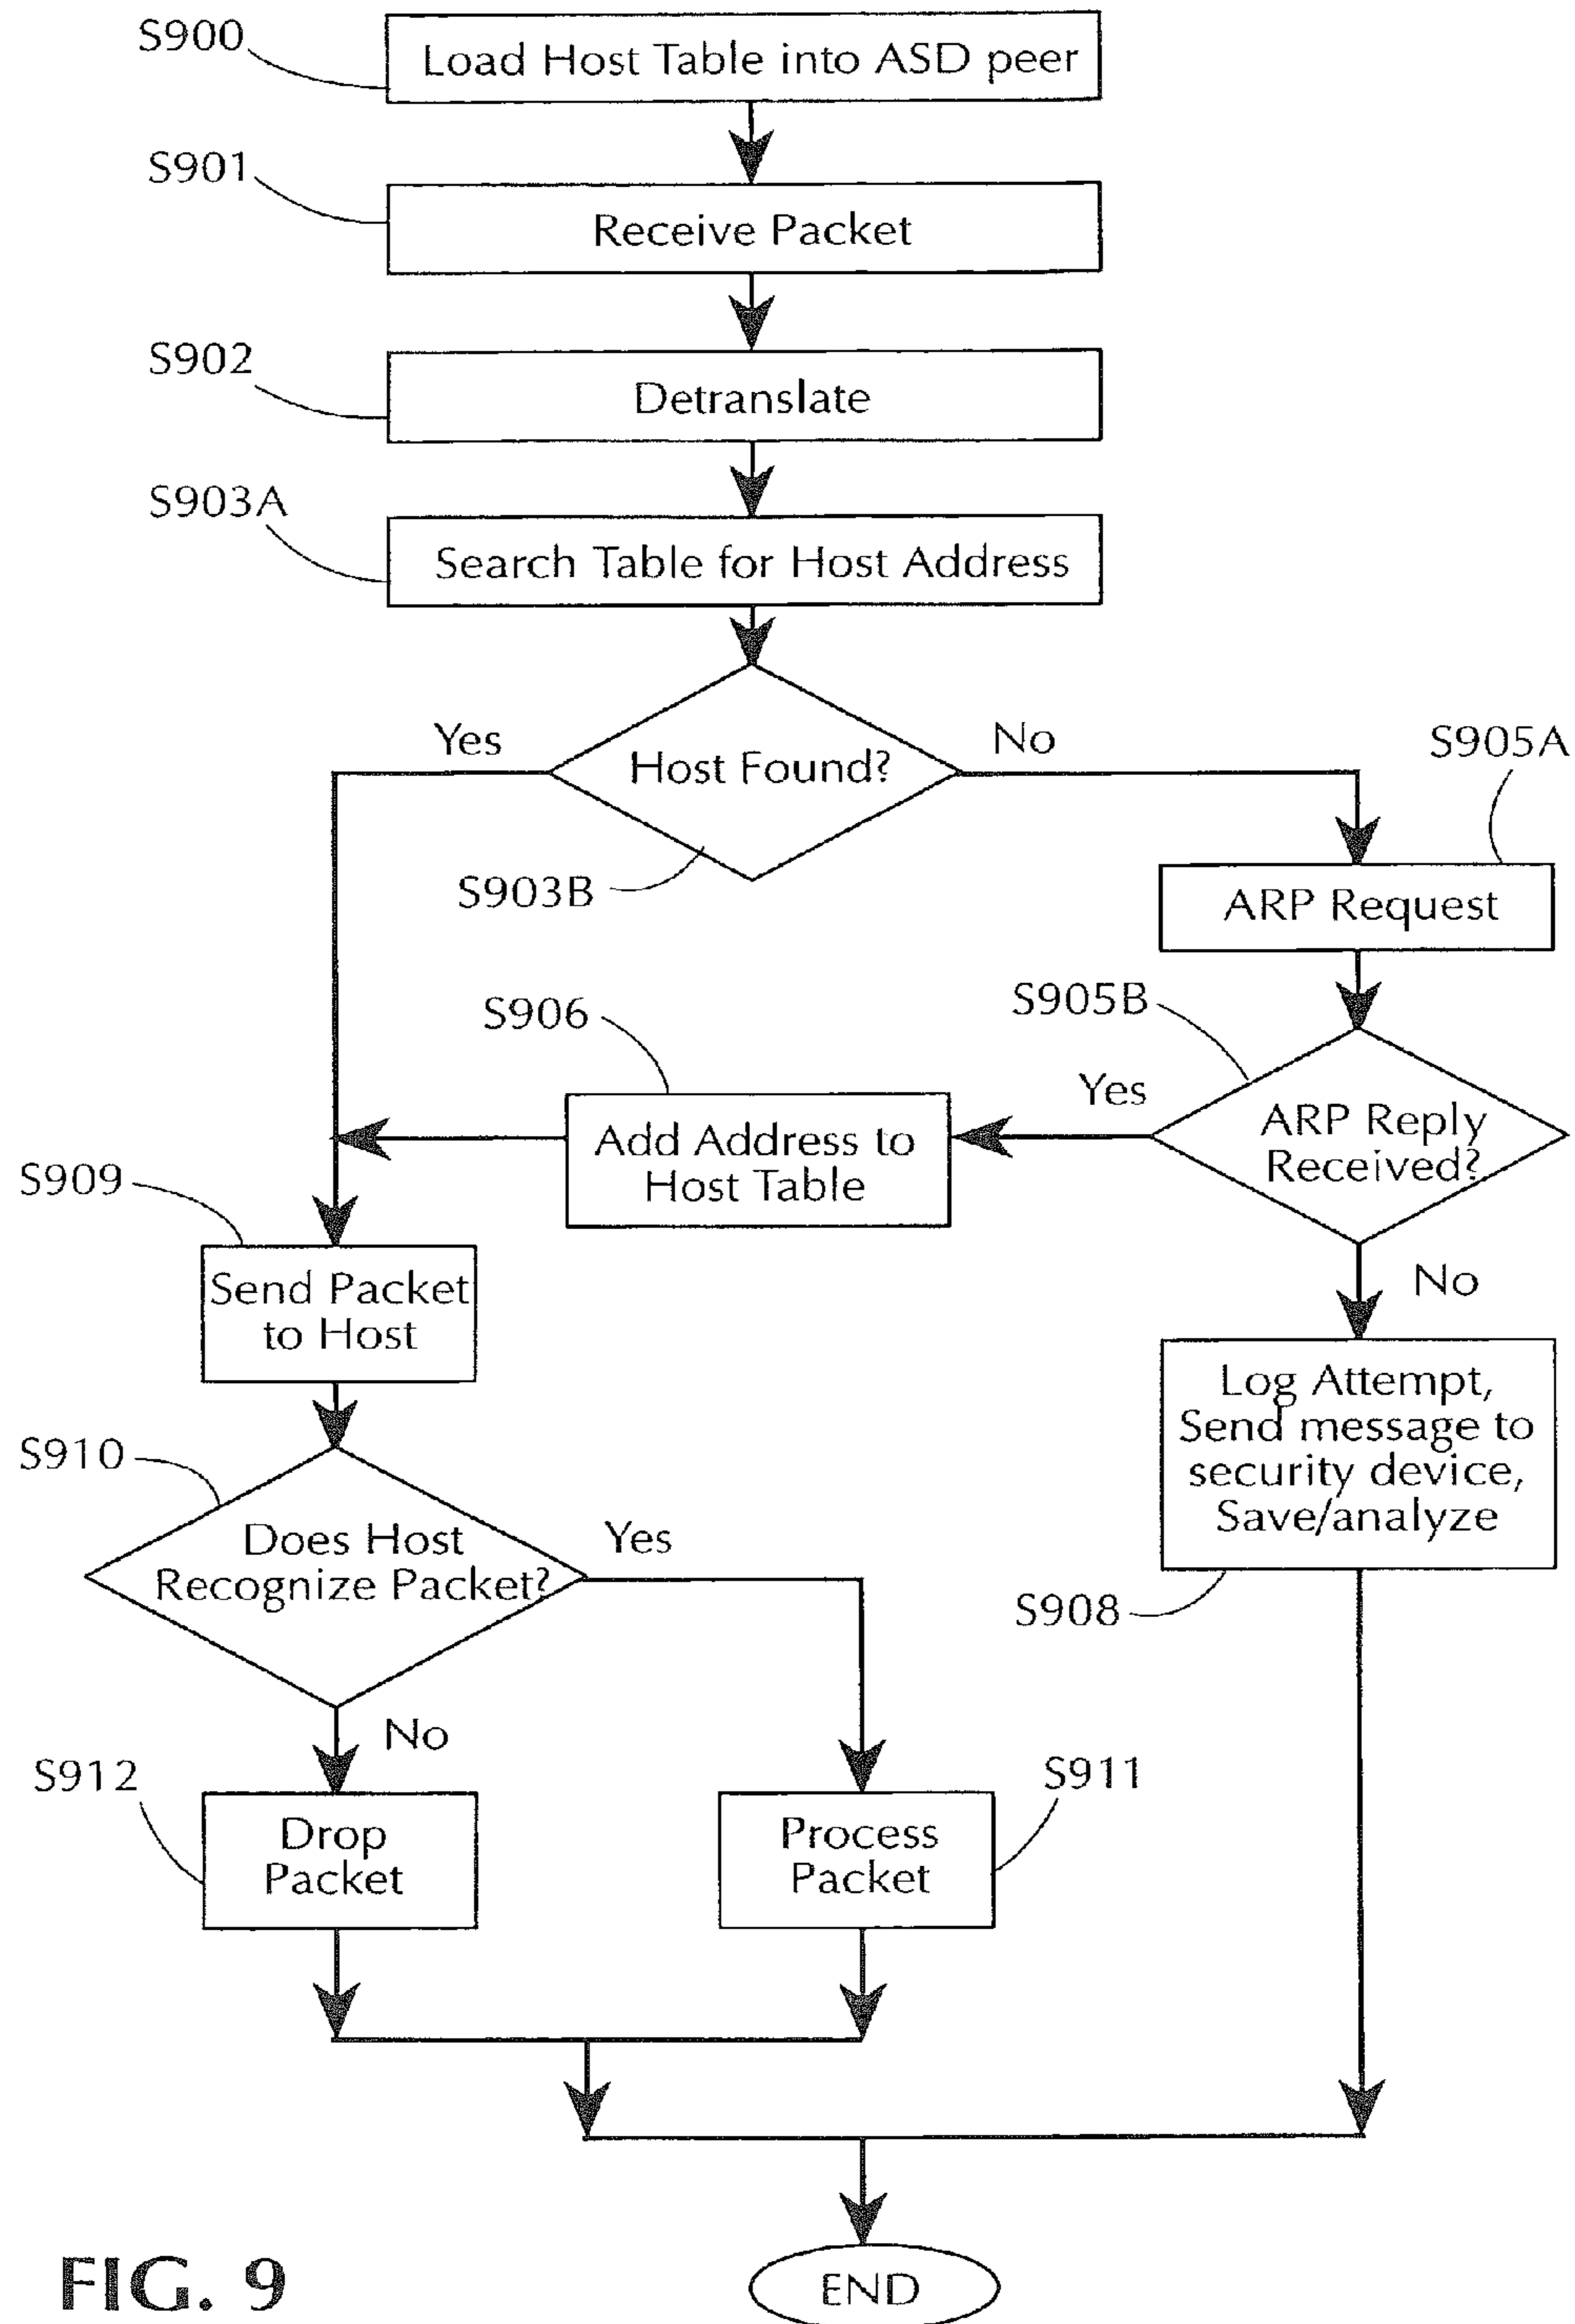 S900
Load Host Table into ASD peer
S901
Receive Packet
S902
Detranslate
S903A
Search Table for Host Address
Yes
Host Found?
No
S903B
S905A
ARP Request
S905B
S906
Yes
ARP Reply
Received?
Add Address to
Host Table
S909
Send Packet
to Host
No
Log Attempt,
Send message to
security device,
Save/analyze
S908
S910
Does Host
Recognize Packet?
Yes
No
S912
Drop
Packet
S911
Process
Packet
END
FIG. 9